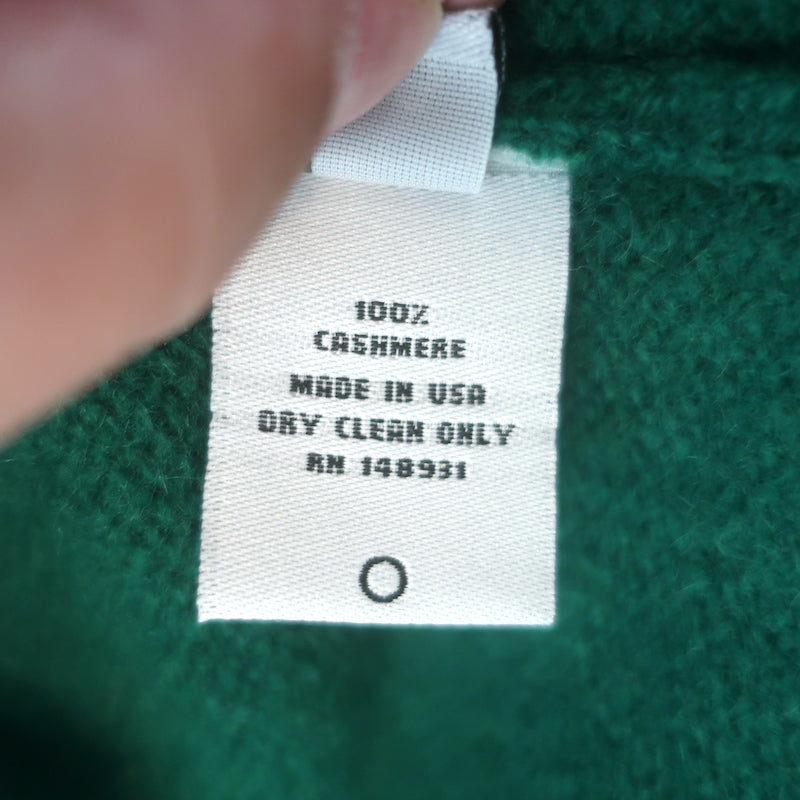 100%
CASHMERE
MADE IN USA
DRY CLEAN ONLY
RN 148931